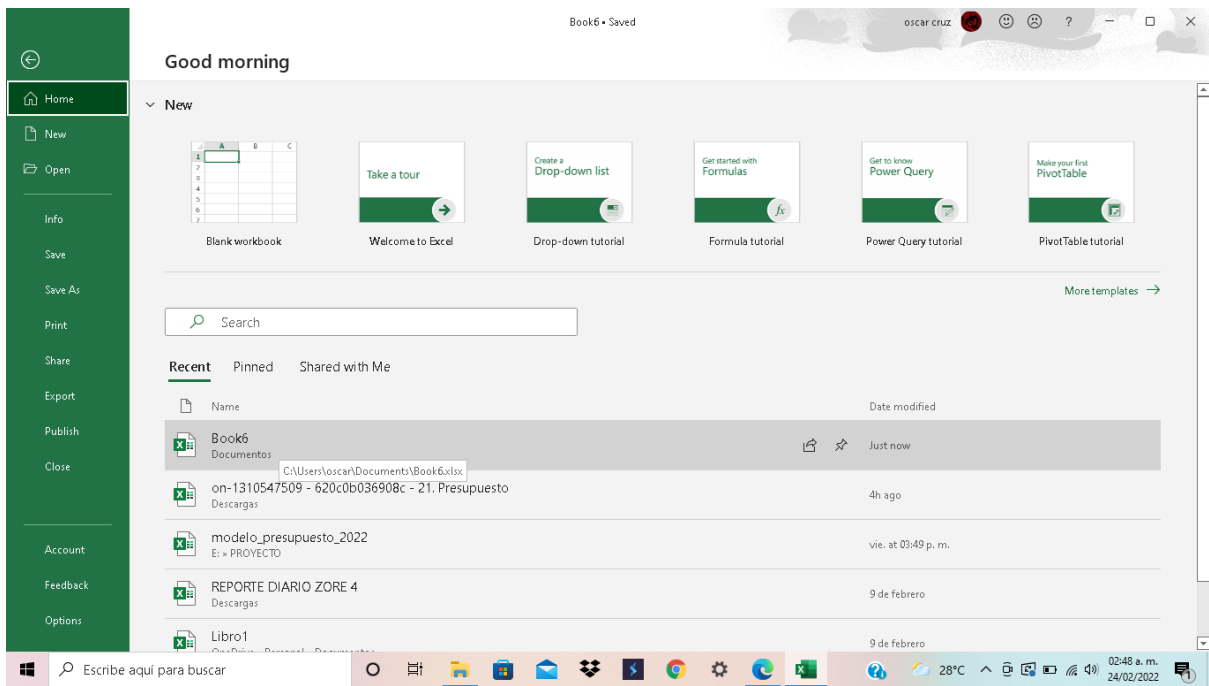 Book6 • Saved
oscar cruz
?
Good morning
Home
New
Open
Info
Save
Save As
Print
Share
Export
Publish
Close
Account
Feedback
Options
New
A B C
1
2
3
4
5
6
7
Blank workbook
Take a tour
Welcome to Excel
Create a
Drop-down list
Drop-down tutorial
Get started with
Formulas
fx
Formula tutorial
Get to know
Power Query
Power Query tutorial
Make your first
PivotTable
PivotTable tutorial
More templates
Search
Recent Pinned Shared with Me
Name Date modified
Book6
Documentos
Just now
C:\Users\oscar\Documents\Book6.xlsx
on-1310547509 - 620c0b036908c - 21. Presupuesto
Descargas
4h ago
modelo_presupuesto_2022
E: » PROYECTO
vie. at 03:49 p. m.
REPORTE DIARIO ZORE 4
Descargas
9 de febrero
Libro1
OneDrive - Personal » Documentos
9 de febrero
Escribe aquí para buscar
28°C
02:48 a. m.
24/02/2022
1